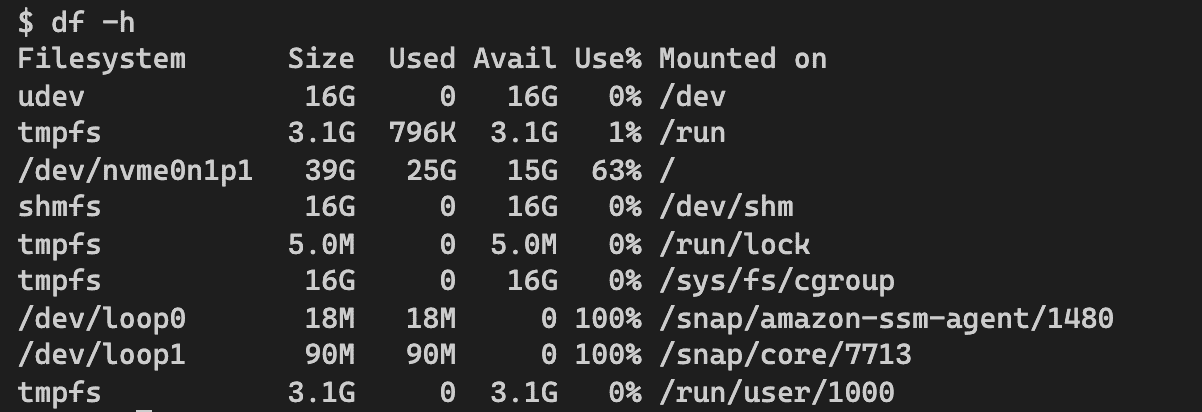 $ df -h
Filesystem      Size  Used Avail Use% Mounted on
udev             16G     0   16G   0% /dev
tmpfs           3.1G  796K  3.1G   1% /run
/dev/nvme0n1p1   39G   25G   15G  63% /
shmfs            16G     0   16G   0% /dev/shm
tmpfs           5.0M     0  5.0M   0% /run/lock
tmpfs            16G     0   16G   0% /sys/fs/cgroup
/dev/loop0       18M   18M     0 100% /snap/amazon-ssm-agent/1480
/dev/loop1       90M   90M     0 100% /snap/core/7713
tmpfs           3.1G     0  3.1G   0% /run/user/1000